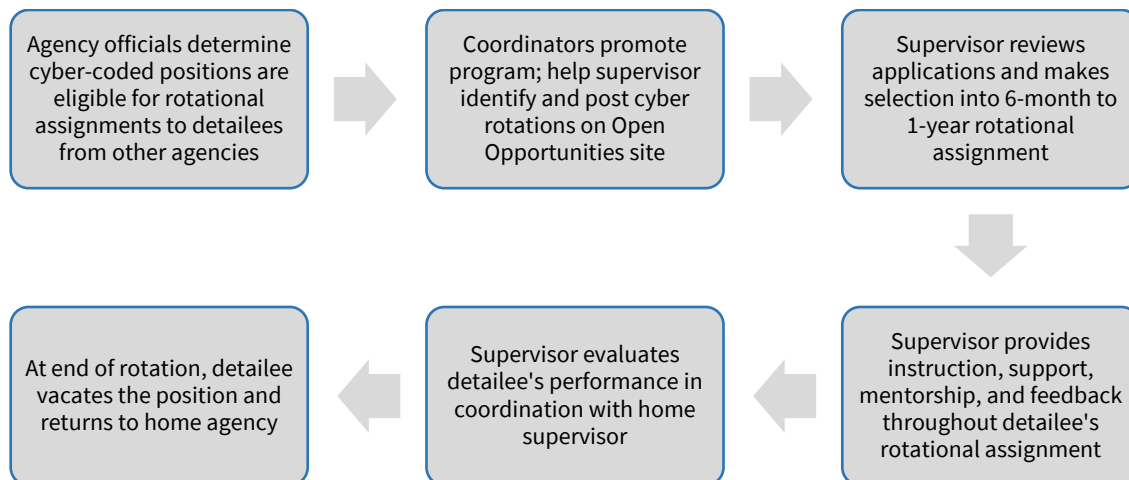 Agency officials determine
cyber-coded positions are
eligible for rotational
assignments to detailees
from other agencies
Coordinators promote
program; help supervisor
identify and post cyber
rotations on Open
Opportunities site
Supervisor reviews
applications and makes
selection into 6-month to
1-year rotational
assignment
Supervisor provides
instruction, support,
mentorship, and feedback
throughout detailee's
rotational assignment
Supervisor evaluates
detailee's performance in
coordination with home
supervisor
At end of rotation, detailee
vacates the position and
returns to home agency